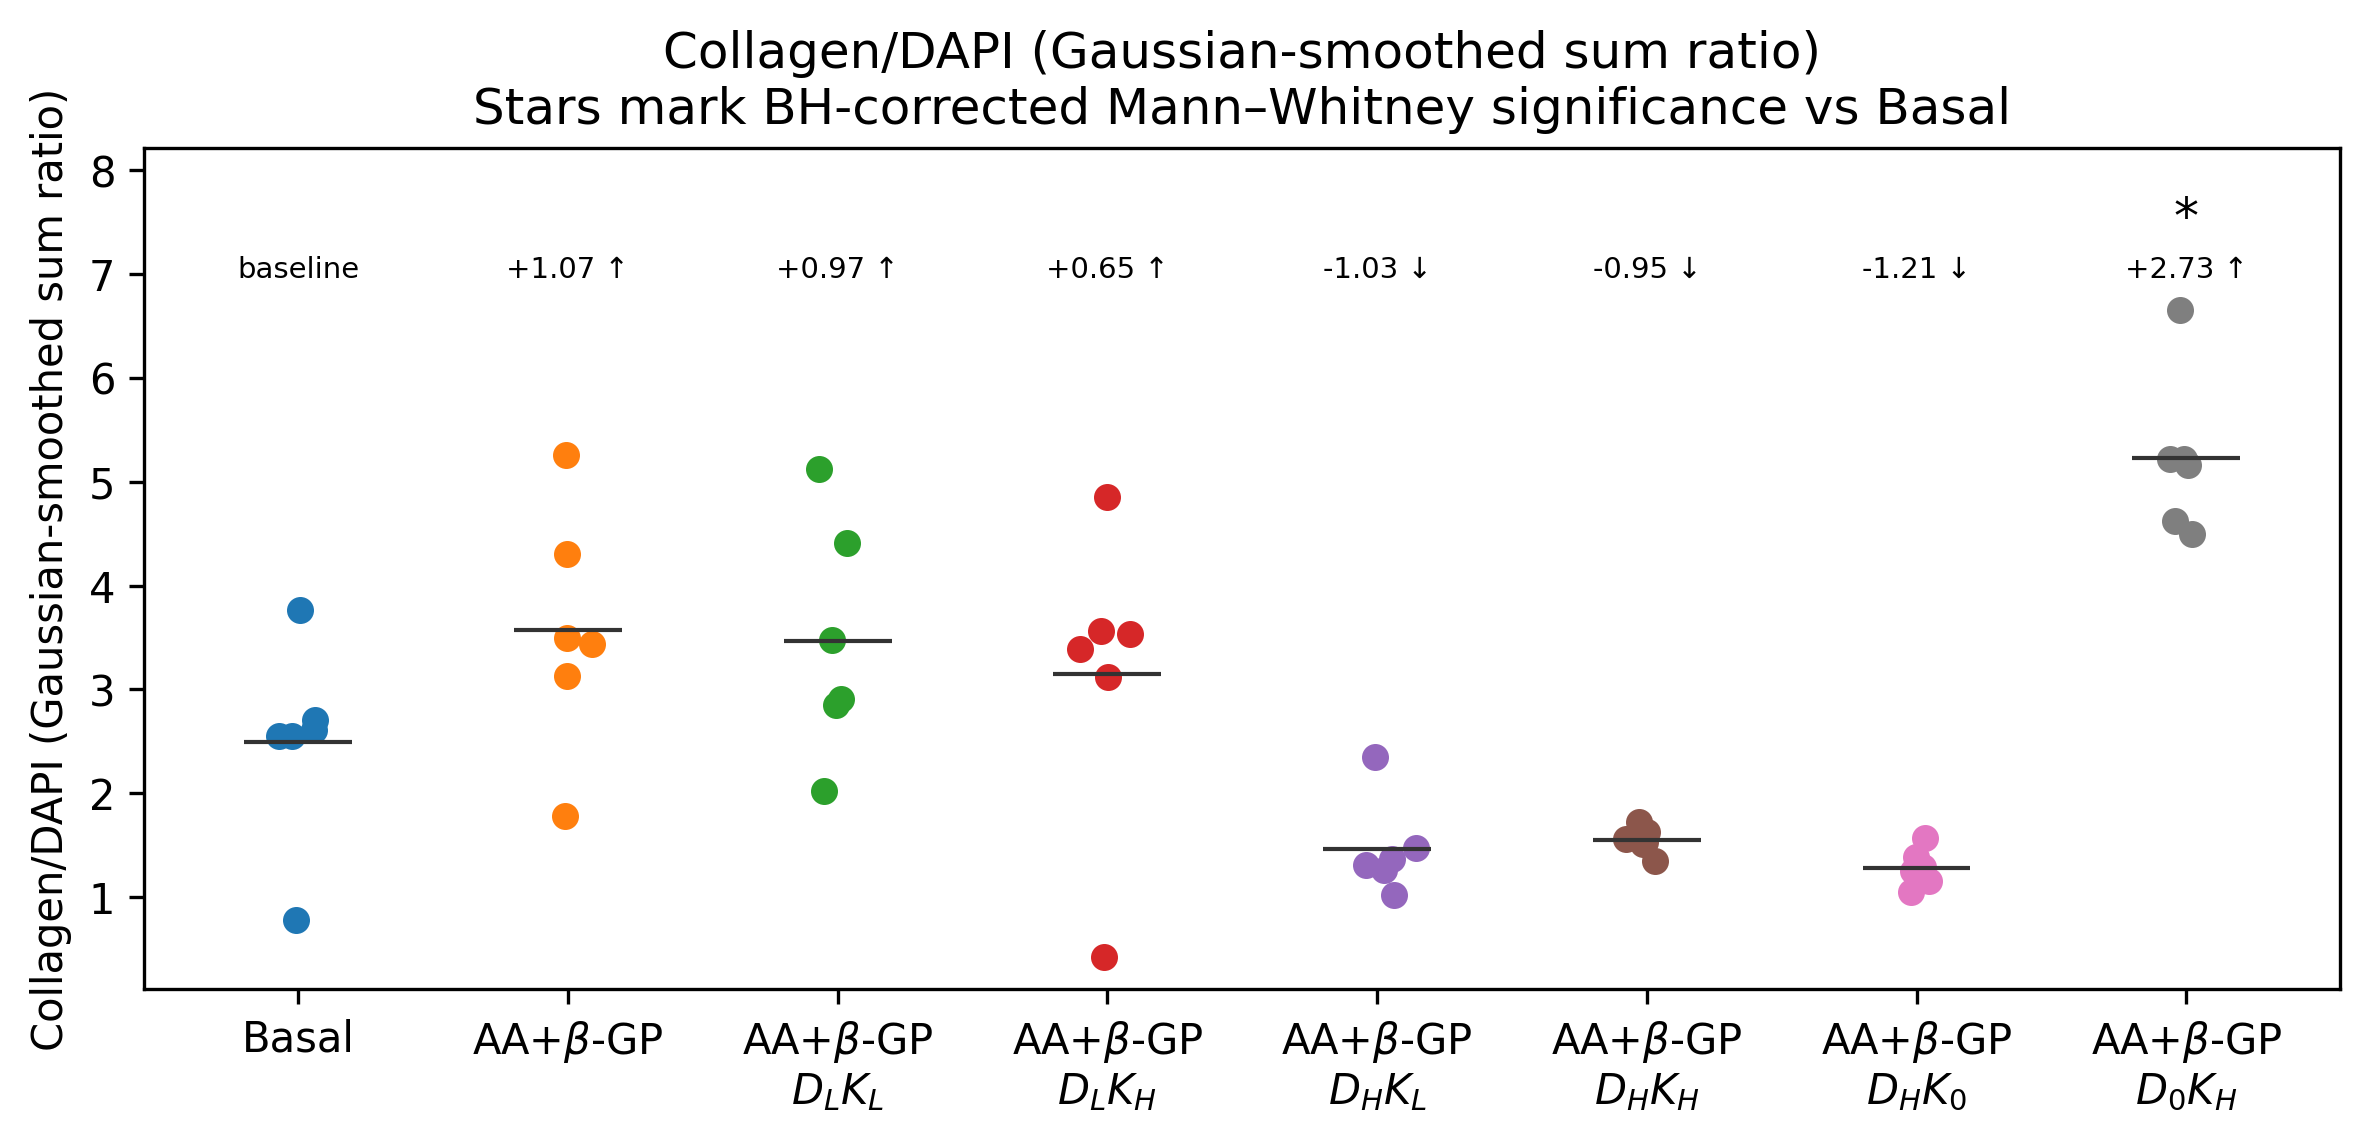 Collagen/DAPI (Gaussian-smoothed sum ratio)
Stars mark BH-corrected Mann–Whitney significance vs Basal
Collagen/DAPI (Gaussian-smoothed sum ratio)
8
7
6
5
4
3
2
1
*
baseline
+1.07 ↑
+0.97 ↑
+0.65 ↑
-1.03 ↓
-0.95 ↓
-1.21 ↓
+2.73 ↑
Basal
AA+β-GP
AA+β-GP
D_LK_L
AA+β-GP
D_LK_H
AA+β-GP
D_HK_L
AA+β-GP
D_HK_H
AA+β-GP
D_HK_0
AA+β-GP
D_0K_H